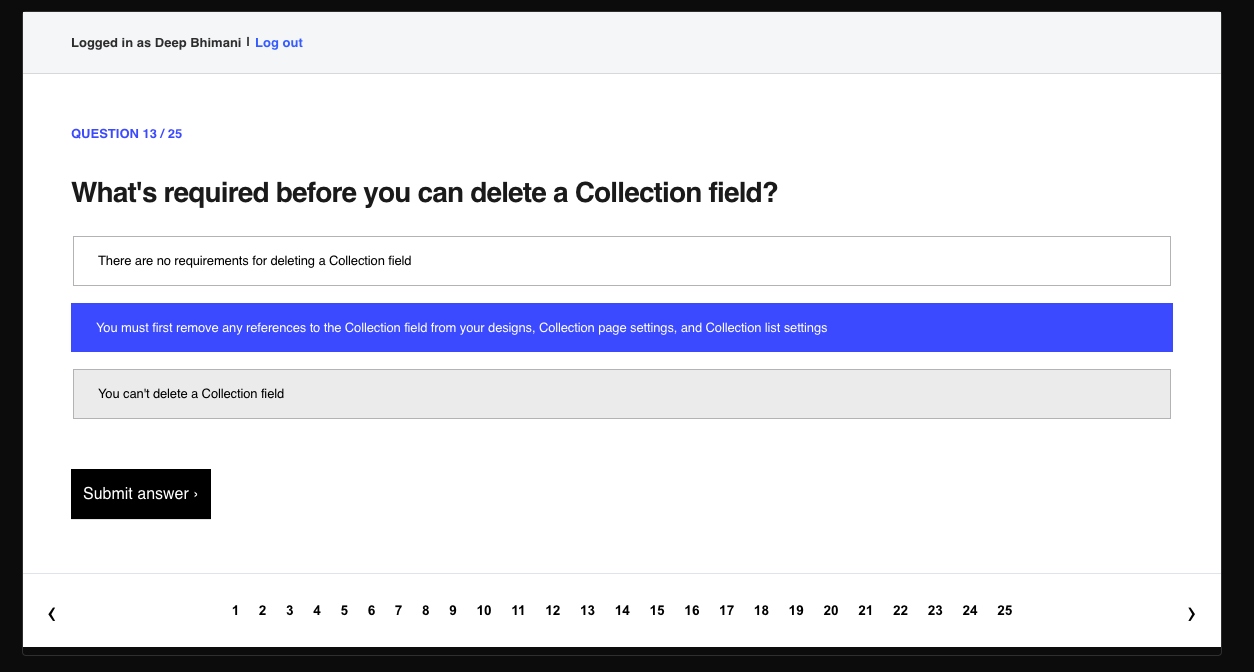 Logged in as Deep Bhimani | Log out
QUESTION 13 / 25
What's required before you can delete a Collection field?
There are no requirements for deleting a Collection field
You must first remove any references to the Collection field from your designs, Collection page settings, and Collection list settings
You can't delete a Collection field
Submit answer ›
‹ 1 2 3 4 5 6 7 8 9 10 11 12 13 14 15 16 17 18 19 20 21 22 23 24 25 ›